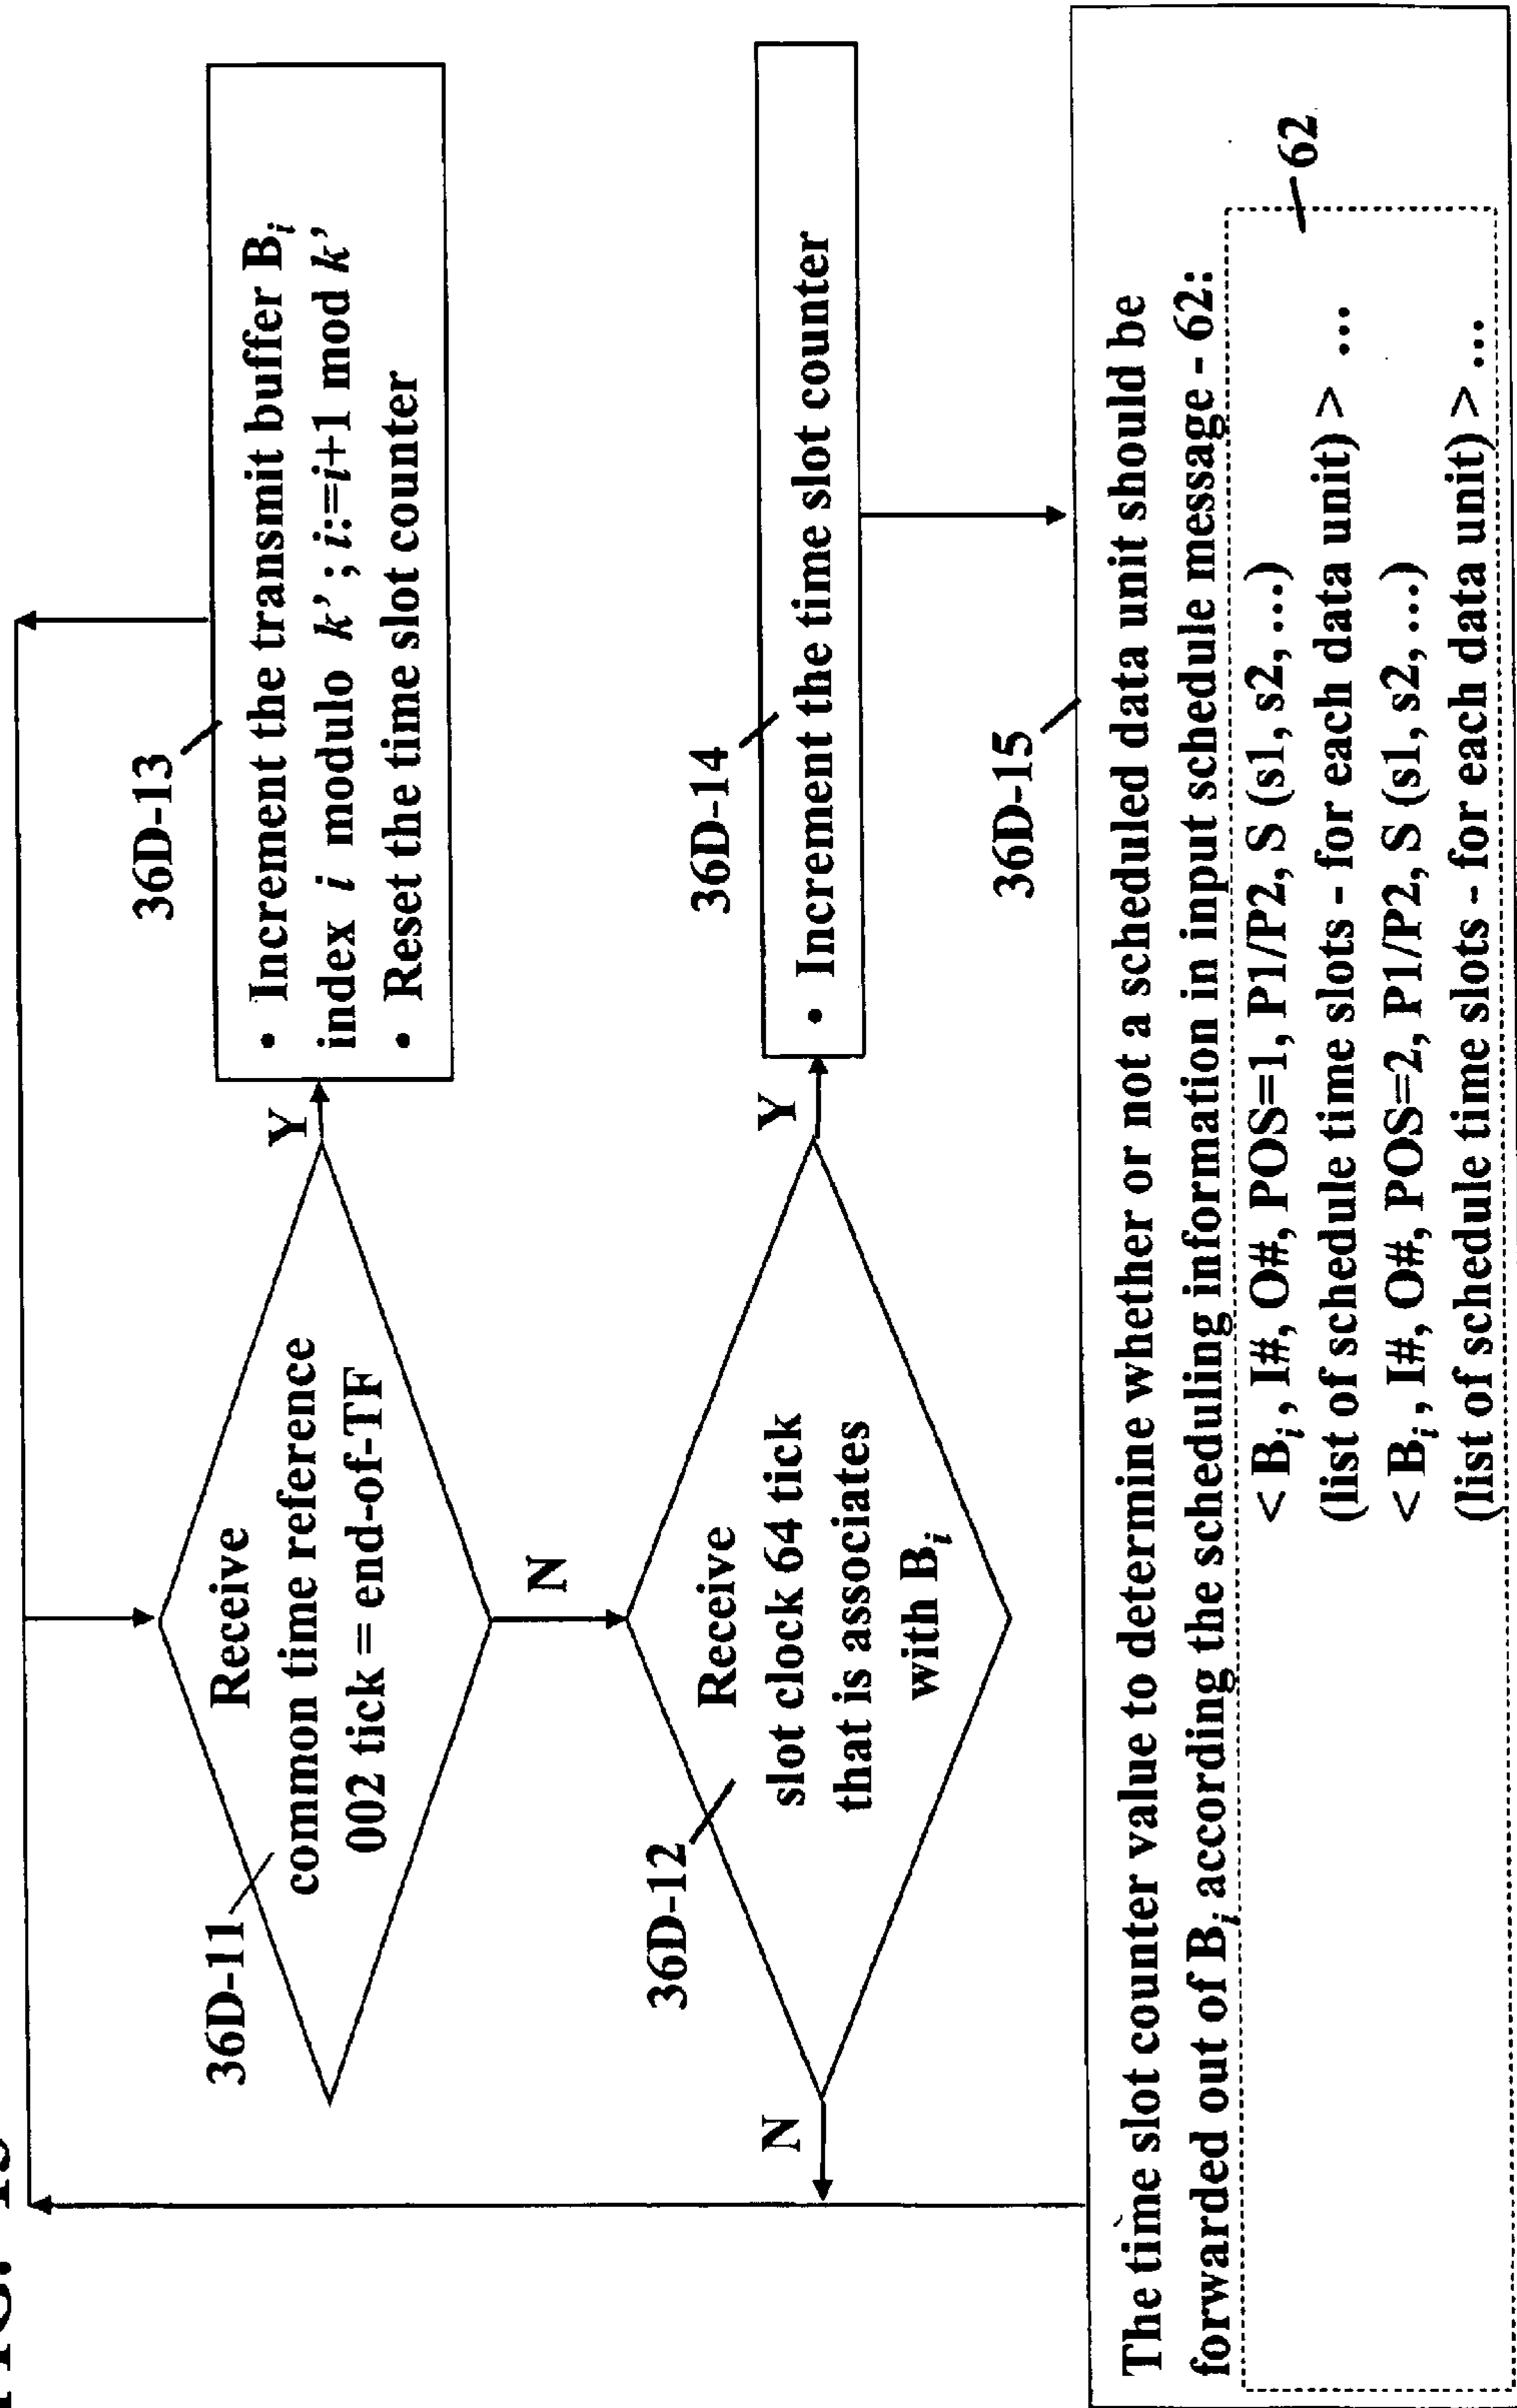 36D-11
Receive
common time reference
002 tick = end-of-TF
Y
N
36D-13
• Increment the transmit buffer Bi
index i modulo k’; i:=i+1 mod k’
• Reset the time slot counter
36D-12
Receive
slot clock 64 tick
that is associates
with Bi
N
Y
36D-14
• Increment the time slot counter
36D-15
The time slot counter value to determine whether or not a scheduled data unit should be
forwarded out of Bi according the scheduling information in input schedule message - 62:
62
< Bi, I#, O#, POS=1, P1/P2, S (s1, s2, ...)
(list of schedule time slots - for each data unit) > ...
< Bi, I#, O#, POS=2, P1/P2, S (s1, s2, ...)
(list of schedule time slots - for each data unit) > ...